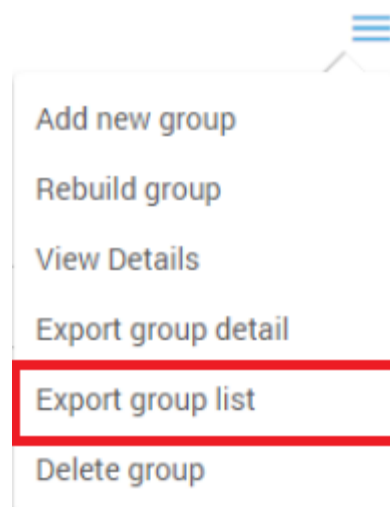 Add new group
Rebuild group
View Details
Export group detail
Export group list
Delete group